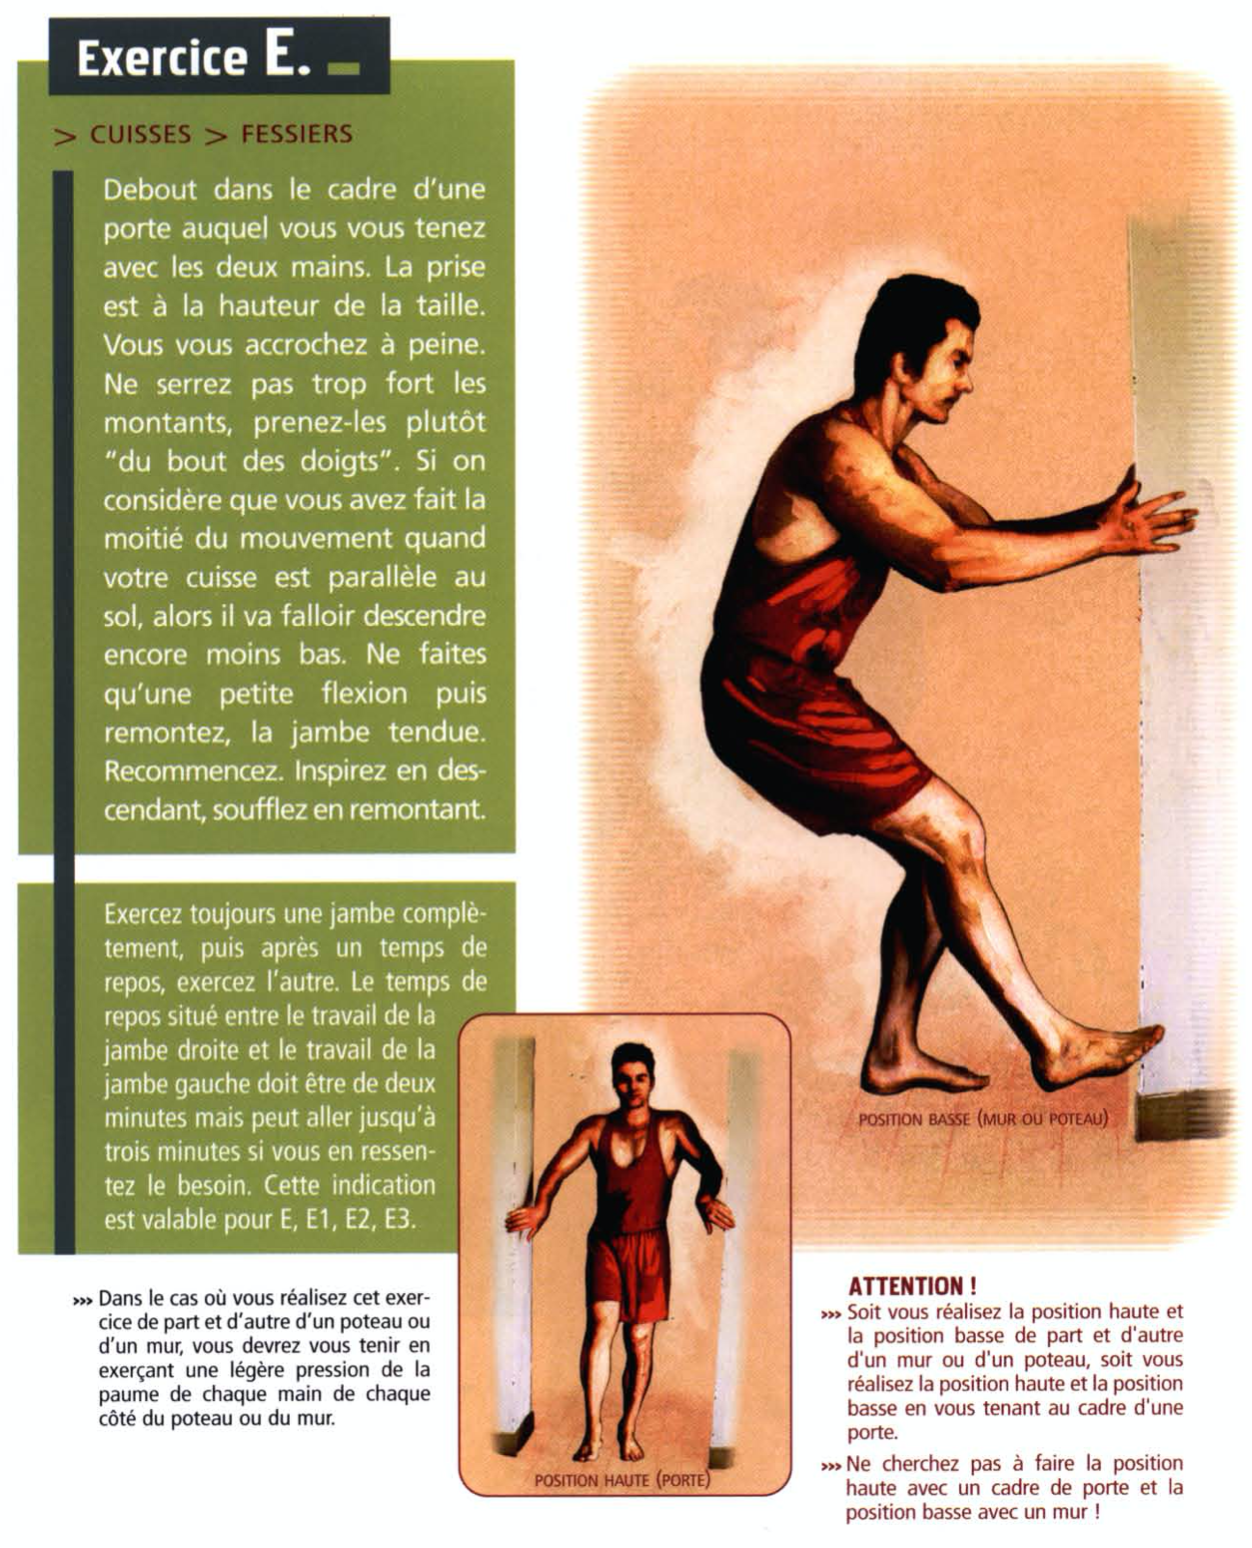 Exercice E.
> CUISSES > FESSIERS
Debout dans le cadre d'une
porte auquel vous vous tenez
avec les deux mains. La prise
est à la hauteur de la taille.
Vous vous accrochez à peine.
Ne serrez pas trop fort les
montants, prenez-les plutôt
"du bout des doigts". Si on
considère que vous avez fait la
moitié du mouvement quand
votre cuisse est parallèle au
sol, alors il va falloir descendre
encore moins bas. Ne faites
qu'une petite flexion puis
remontez, la jambe tendue.
Recommencez. Inspirez en des-
cendant, soufflez en remontant.
Exercez toujours une jambe complè-
tement, puis après un temps de
repos, exercez l'autre. Le temps de
repos situé entre le travail de la
jambe droite et le travail de la
jambe gauche doit être de deux
minutes mais peut aller jusqu'à
trois minutes si vous en ressen-
tez le besoin. Cette indication
est valable pour E, E1, E2, E3.
»» Dans le cas où vous réalisez cet exer-
cice de part et d'autre d'un poteau ou
d'un mur, vous devrez vous tenir en
exerçant une légère pression de la
paume de chaque main de chaque
côté du poteau ou du mur.
POSITION HAUTE (PORTE)
POSITION BASSE (MUR OU POTEAU)
ATTENTION !
»» Soit vous réalisez la position haute et
la position basse de part et d'autre
d'un mur ou d'un poteau, soit vous
réalisez la position haute et la position
basse en vous tenant au cadre d'une
porte.
»» Ne cherchez pas à faire la position
haute avec un cadre de porte et la
position basse avec un mur !